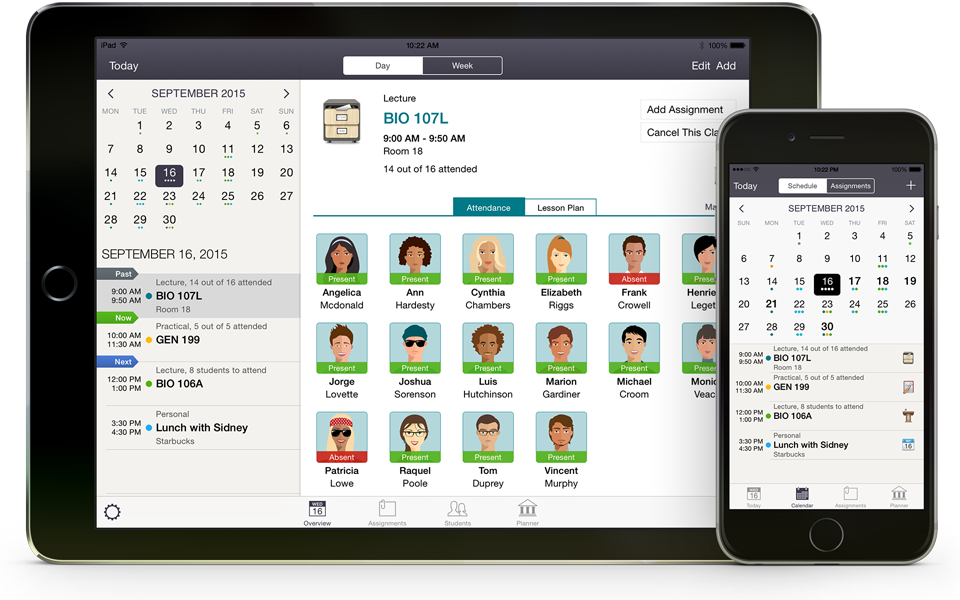 iPad 10:22 AM 100%
Today Day Week Edit Add
SEPTEMBER 2015
MON TUE WED THU FRI SAT SUN
1 2 3 4 5 6
7 8 9 10 11 12 13
14 15 16 17 18 19 20
21 22 23 24 25 26 27
28 29 30
SEPTEMBER 16, 2015
Past
Lecture, 14 out of 16 attended
9:00 AM
9:50 AM
BIO 107L
Room 18
Now
Practical, 5 out of 5 attended
10:00 AM
11:30 AM
GEN 199
Next
Lecture, 8 students to attend
12:00 PM
1:00 PM
BIO 106A
Personal
3:30 PM
4:30 PM
Lunch with Sidney
Starbucks
Lecture
BIO 107L
9:00 AM - 9:50 AM
Room 18
14 out of 16 attended
Add Assignment
Cancel This Cla
Attendance Lesson Plan Ma
Present Present Present Present Absent Present
Angelica Ann Cynthia Elizabeth Frank Henrie
Mcdonald Hardesty Chambers Riggs Crowell Leget
Present Present Present Present Present Present
Jorge Joshua Luis Marion Michael Monic
Lovette Sorenson Hutchinson Gardiner Croom Veac
Absent Present Present Present
Patricia Raquel Tom Vincent
Lowe Poole Duprey Murphy
WED
16
Overview Assignments Students Planner
10:22 PM 100%
Today Schedule Assignments +
SEPTEMBER 2015
SUN MON TUE WED THU FRI SAT
1 2 3 4 5
6 7 8 9 10 11 12
13 14 15 16 17 18 19
20 21 22 23 24 25 26
27 28 29 30
Lecture, 14 out of 16 attended
9:00 AM
9:50 AM
BIO 107L
Room 18
Practical, 5 out of 5 attended
10:00 AM
11:30 AM
GEN 199
Lecture, 8 students to attend
12:00 PM
1:00 PM
BIO 106A
Personal
3:30 PM
4:30 PM
Lunch with Sidney
Starbucks
16
16
Today Calendar Assignments Planner